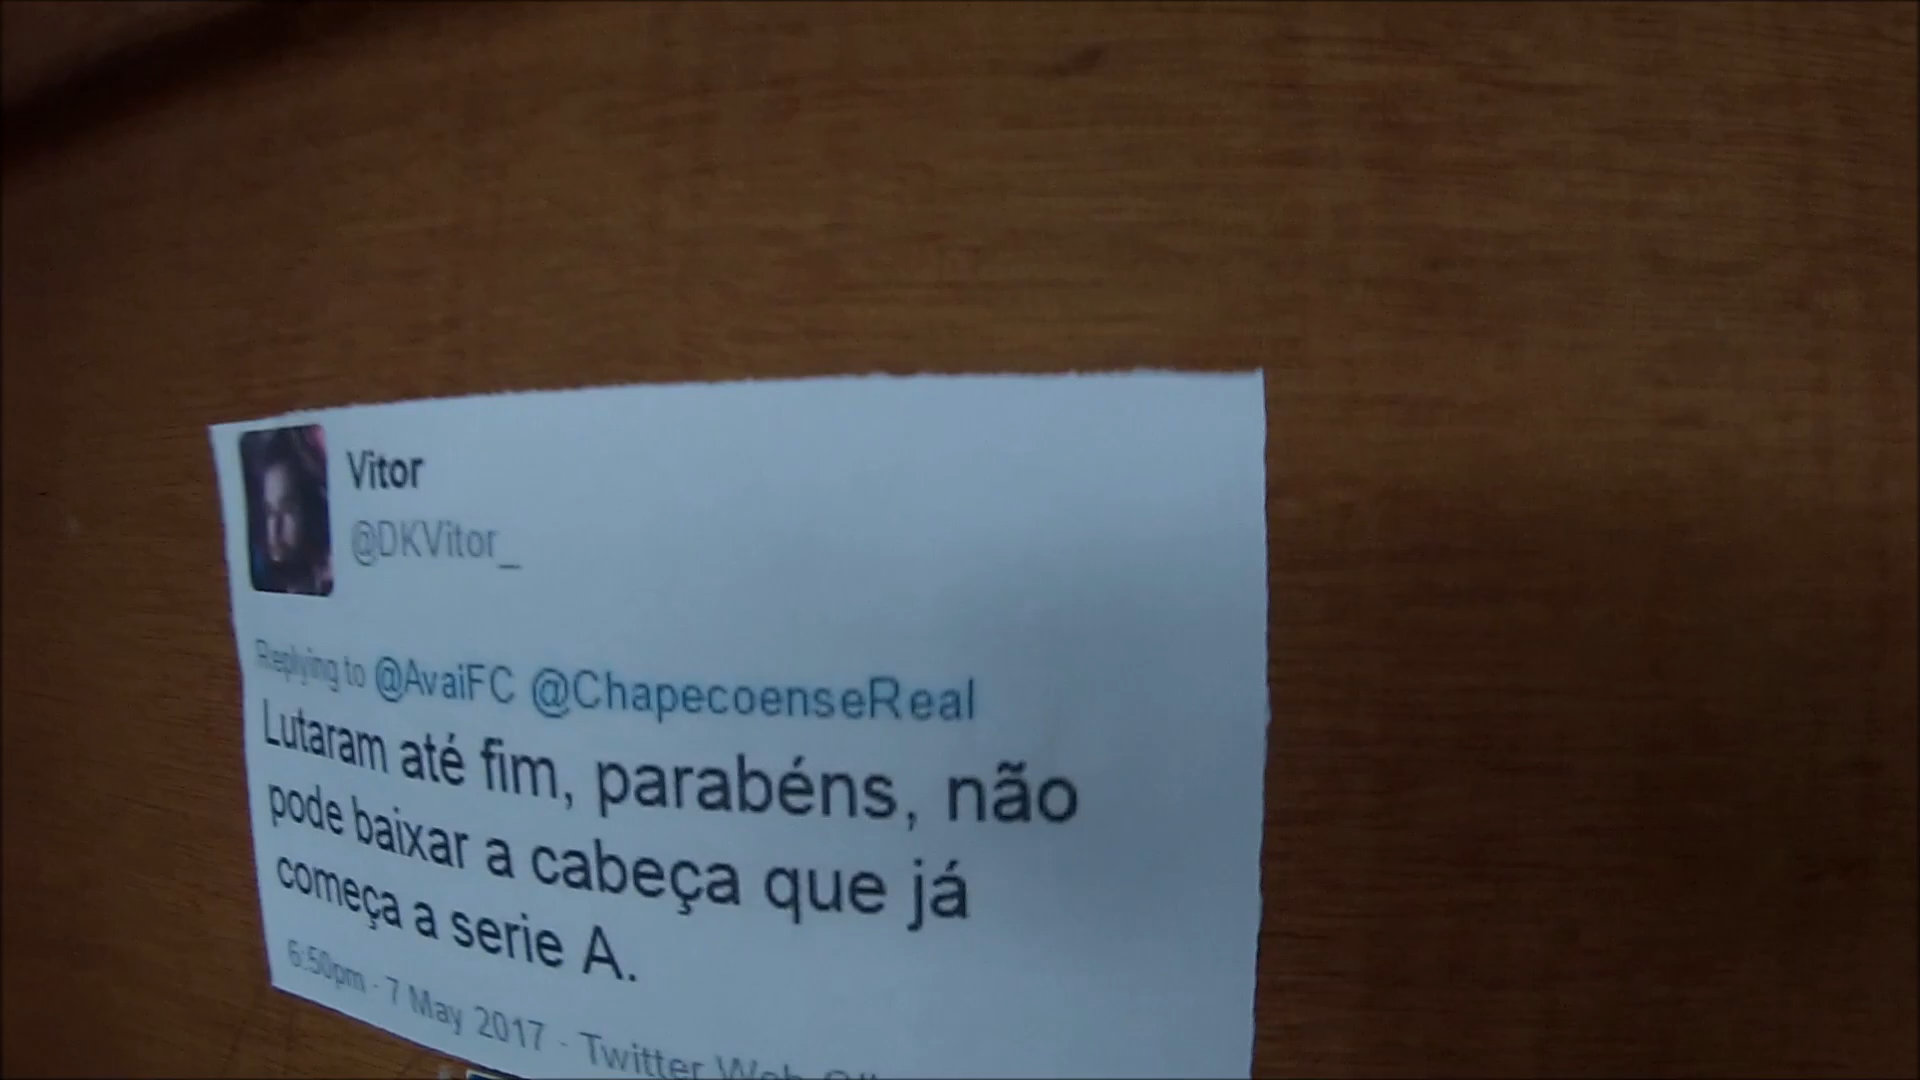 Vitor
@DKVitor_
Replying to @AvaiFC @ChapecoenseReal
Lutaram até fim, parabéns, não
pode baixar a cabeça que já
começa a serie A.
6:50pm · 7 May 2017 · Twitter Web